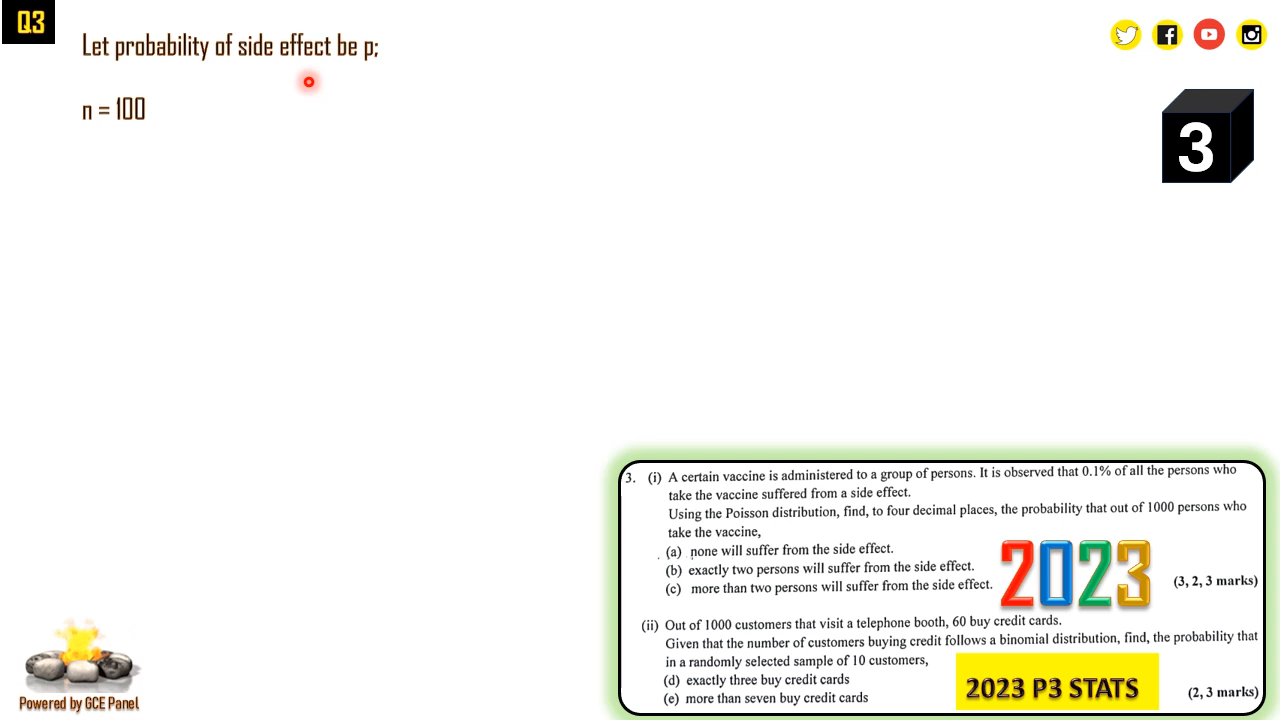 Q3
Let probability of side effect be p;
n = 100
3
3. (i) A certain vaccine is administered to a group of persons. It is observed that 0.1% of all the persons who
take the vaccine suffered from a side effect.
Using the Poisson distribution, find, to four decimal places, the probability that out of 1000 persons who
take the vaccine,
(a) none will suffer from the side effect.
(b) exactly two persons will suffer from the side effect.
(c) more than two persons will suffer from the side effect.
(3, 2, 3 marks)
2023
(ii) Out of 1000 customers that visit a telephone booth, 60 buy credit cards.
Given that the number of customers buying credit follows a binomial distribution, find, the probability that
in a randomly selected sample of 10 customers,
(d) exactly three buy credit cards
(e) more than seven buy credit cards
(2, 3 marks)
2023 P3 STATS
Powered by GCE Panel